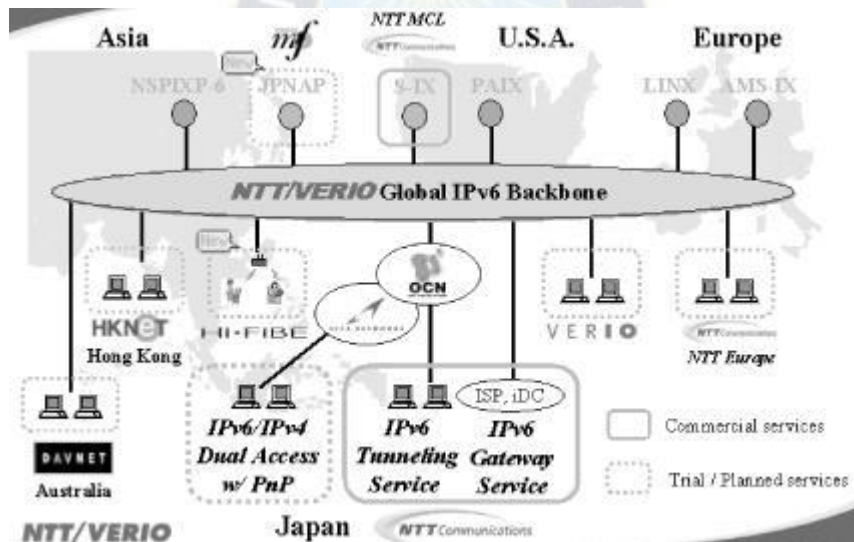 NTT MCL
Asia
mf
NTT Communications
U.S.A.
Europe
New
NSPIXP-6
JPNAP
S-IX
PAIX
LINX
AMS-IX
NTT/VERIO Global IPv6 Backbone
New
OCN
HKNET
HI-FIBE
VERIO
NTT Communications
Hong Kong
NTT Europe
ISP, iDC
IPv6/IPv4
Dual Access
w/ PnP
IPv6
Tunneling
Service
IPv6
Gateway
Service
Commercial services
Trial / Planned services
DAVNET
Australia
NTT/VERIO
Japan
NTT Communications